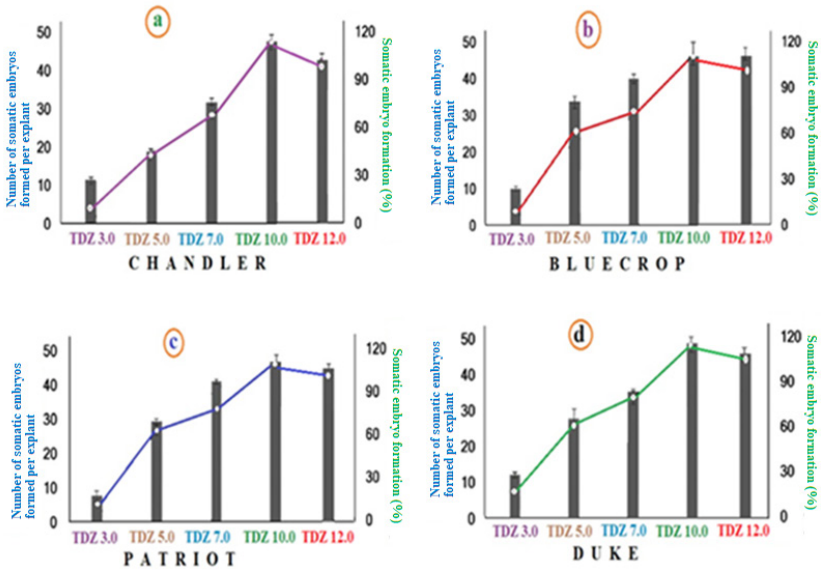 a
Number of somatic embryos
formed per explant
50
40
30
20
10
0
120
90
60
30
0
Somatic embryo formation (%)
TDZ 3.0 TDZ 5.0 TDZ 7.0 TDZ 10.0 TDZ 12.0
CHANDLER
b
Number of somatic embryos
formed per explant
50
40
30
20
10
0
120
90
60
30
0
Somatic embryo formation (%)
TDZ 3.0 TDZ 5.0 TDZ 7.0 TDZ 10.0 TDZ 12.0
BLUECROP
c
Number of somatic embryos
formed per explant
50
40
30
20
10
0
120
90
60
30
0
Somatic embryo formation (%)
TDZ 3.0 TDZ 5.0 TDZ 7.0 TDZ 10.0 TDZ 12.0
PATRIOT
d
Number of somatic embryos
formed per explant
50
40
30
20
10
0
120
90
60
30
0
Somatic embryo formation (%)
TDZ 3.0 TDZ 5.0 TDZ 7.0 TDZ 10.0 TDZ 12.0
DUKE